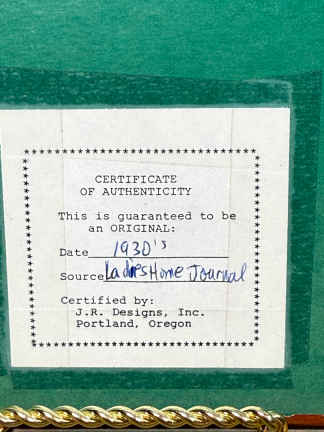 CERTIFICATE
OF AUTHENTICITY
This is guaranteed to be
an ORIGINAL:
Date 1930's
Source Ladies Home Journal
Certified by:
J.R. Designs, Inc.
Portland, Oregon